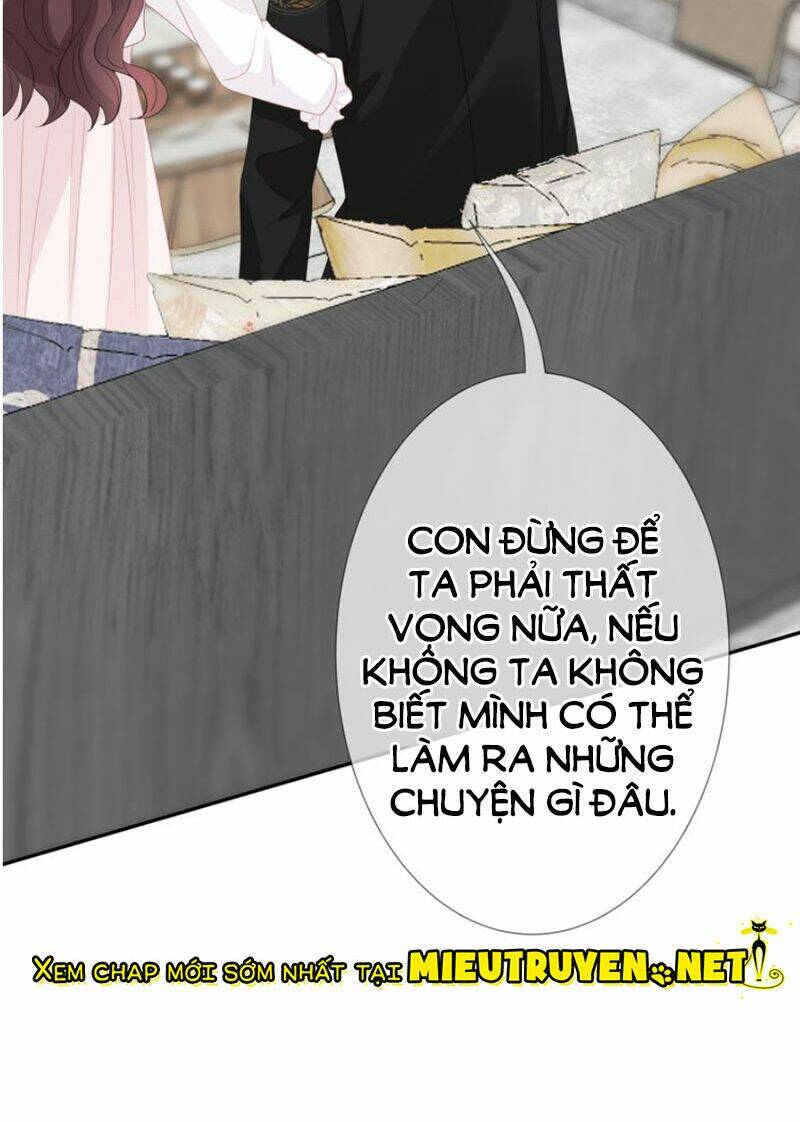 CON ĐỪNG ĐỂ
TA PHẢI THẤT
VỌNG NỮA, NẾU
KHÔNG TA KHÔNG
BIẾT MÌNH CÓ THỂ
LÀM RA NHỮNG
CHUYỆN GÌ ĐÂU.
XEM CHAP MỚI SỚM NHẤT TẠI MIEUTRUYEN.NET